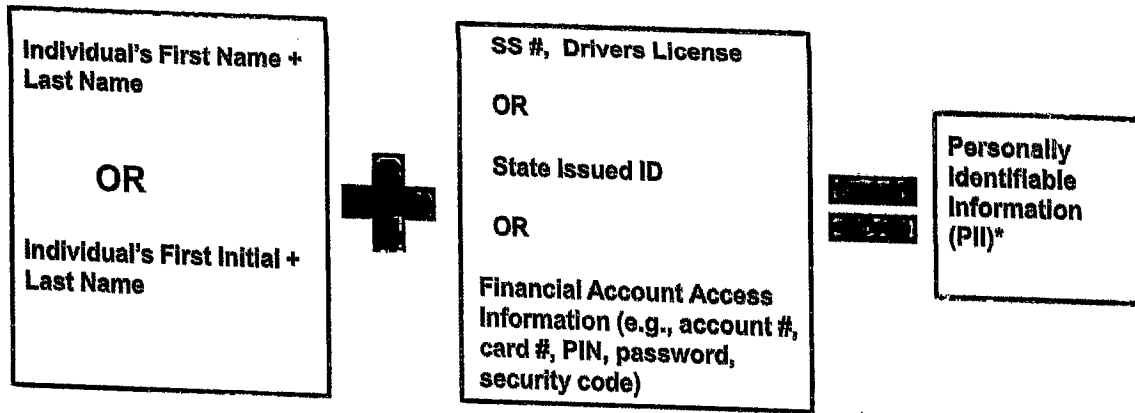 Individual's First Name +
Last Name
OR
Individual's First Initial +
Last Name
SS #, Drivers License
OR
State Issued ID
OR
Financial Account Access
Information (e.g., account #,
card #, PIN, password,
security code)
Personally
Identifiable
Information
(PII)*